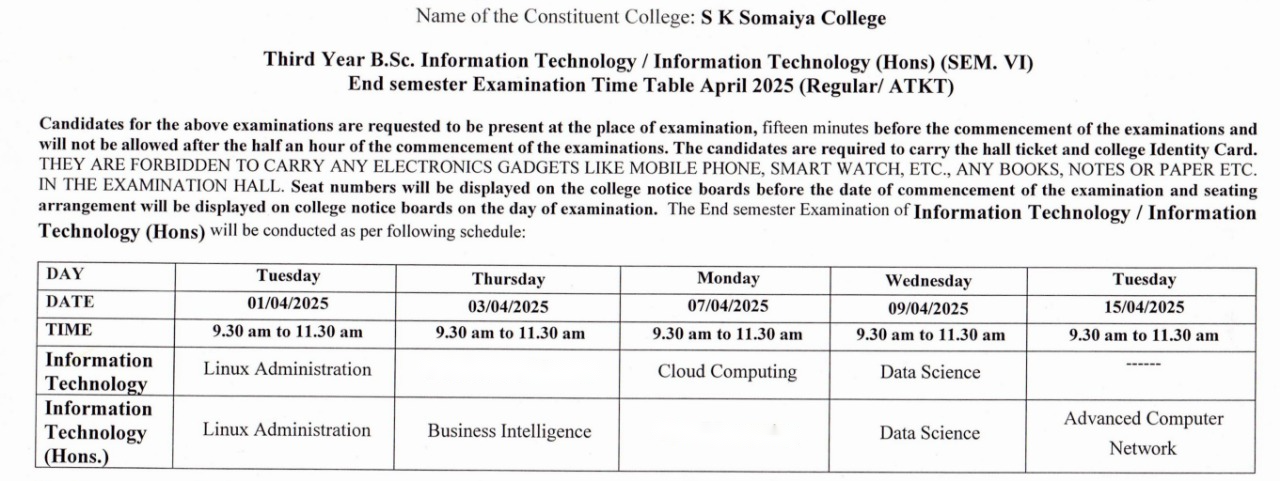 Name of the Constituent College: S K Somaiya College
Third Year B.Sc. Information Technology / Information Technology (Hons) (SEM. VI)
End semester Examination Time Table April 2025 (Regular/ ATKT)
Candidates for the above examinations are requested to be present at the place of examination, fifteen minutes before the commencement of the examinations and
will not be allowed after the half an hour of the commencement of the examinations. The candidates are required to carry the hall ticket and college Identity Card.
THEY ARE FORBIDDEN TO CARRY ANY ELECTRONICS GADGETS LIKE MOBILE PHONE, SMART WATCH, ETC., ANY BOOKS, NOTES OR PAPER ETC.
IN THE EXAMINATION HALL. Seat numbers will be displayed on the college notice boards before the date of commencement of the examination and seating
arrangement will be displayed on college notice boards on the day of examination. The End semester Examination of Information Technology / Information
Technology (Hons) will be conducted as per following schedule:
DAY Tuesday Thursday Monday Wednesday Tuesday
DATE 01/04/2025 03/04/2025 07/04/2025 09/04/2025 15/04/2025
TIME 9.30 am to 11.30 am 9.30 am to 11.30 am 9.30 am to 11.30 am 9.30 am to 11.30 am 9.30 am to 11.30 am
Information
Technology Linux Administration Cloud Computing Data Science ------
Information
Technology
(Hons.) Linux Administration Business Intelligence Data Science Advanced Computer
Network